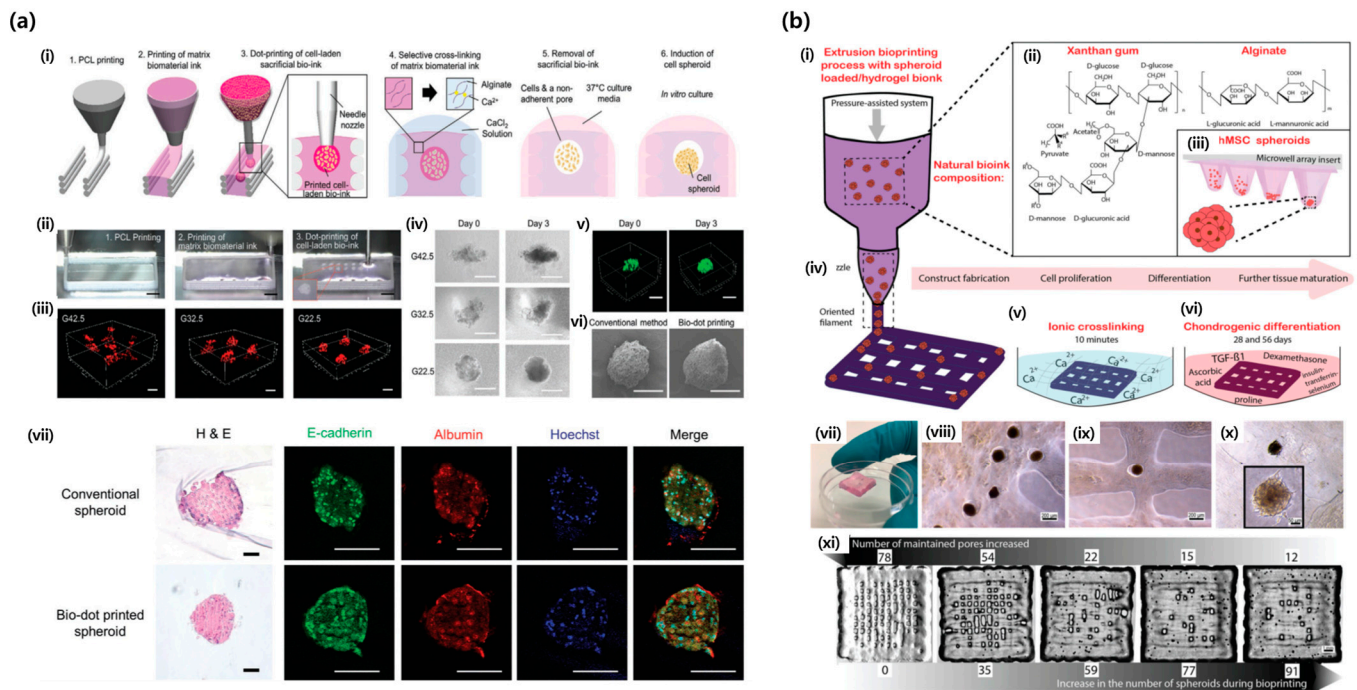 (a)
(i)
1. PCL printing
2. Printing of matrix
biomaterial ink
3. Dot-printing of cell-laden
sacrificial bio-ink
Needle
nozzle
Printed cell-
laden bio-ink
4. Selective cross-linking
of matrix biomaterial ink
Alginate
Ca²⁺
CaCl₂
Solution
5. Removal of
sacrificial bio-ink
Cells & a non-
adherent pore
37°C culture
media
6. Induction of
cell spheroid
In vitro culture
Cell
spheroid
(ii)
1. PCL Printing
2. Printing of
matrix biomaterial ink
3. Dot-printing of
cell-laden bio-ink
(iii)
G42.5
G32.5
G22.5
(iv)
Day 0
Day 3
G42.5
G32.5
G22.5
(v)
Day 0
Day 3
(vi)
Conventional method
Bio-dot printing
(vii)
H & E
E-cadherin
Albumin
Hoechst
Merge
Conventional
spheroid
Bio-dot printed
spheroid
(b)
(i)
Extrusion bioprinting
process with spheroid
loaded/hydrogel bionk
Pressure-assisted system
Natural bioink
composition:
(ii)
Xanthan gum
D-glucose
D-glucose
Acetate
Pyruvate
D-mannose
D-mannose
D-glucuronic acid
Alginate
L-glucuronic acid
L-mannuronic acid
(iii)
hMSC spheroids
Microwell array insert
(iv)
zzle
Oriented
filament
Construct fabrication
Cell proliferation
Differentiation
Further tissue maturation
(v)
Ionic crosslinking
10 minutes
Ca²⁺
Ca²⁺
Ca²⁺
Ca²⁺
Ca²⁺
Ca²⁺
(vi)
Chondrogenic differentiation
28 and 56 days
TGF-ß1
Dexamethasone
Ascorbic
acid
insulin-
transferrin-
selenium
proline
(vii)
(viii)
(ix)
(x)
(xi)
Number of maintained pores increased
78
54
22
15
12
0
35
59
77
91
Increase in the number of spheroids during bioprinting